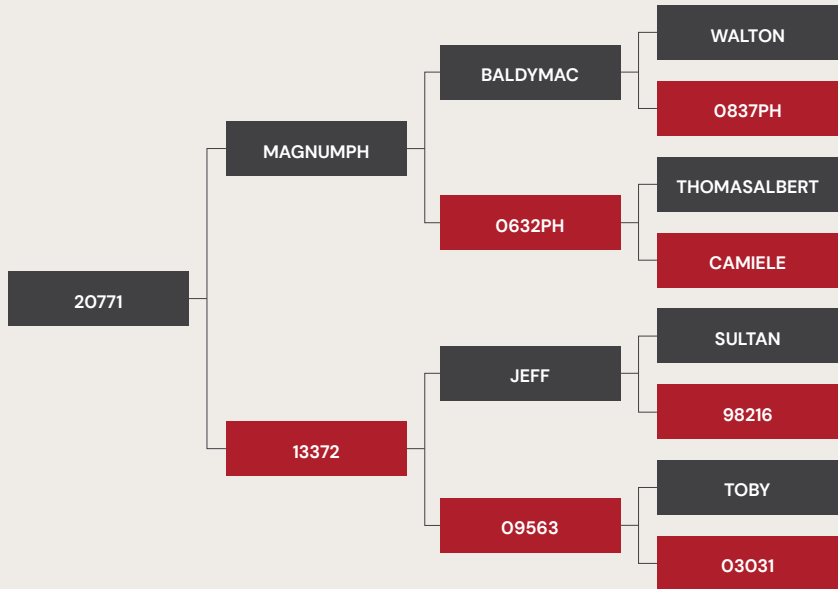 WALTON
BALDYMAC
0837PH
MAGNUMPH
THOMASALBERT
0632PH
CAMIELE
20771
SULTAN
JEFF
98216
13372
TOBY
09563
03031